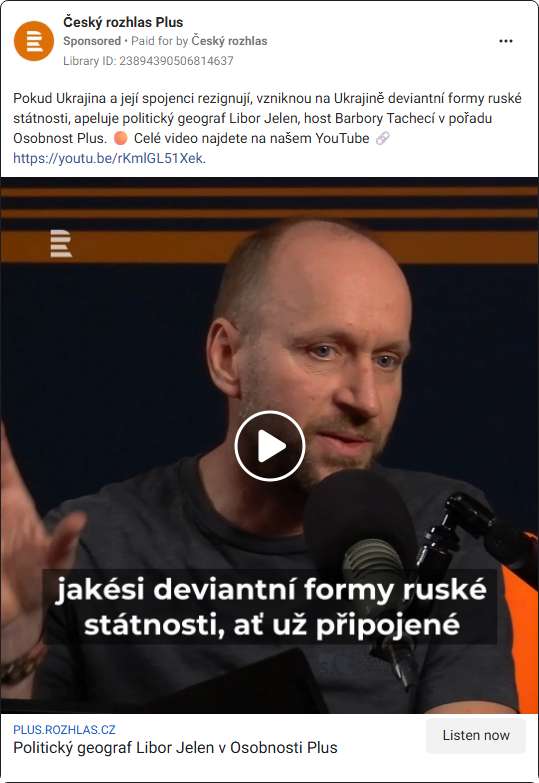 Český rozhlas Plus
Sponsored • Paid for by Český rozhlas
Library ID: 23894390506814637
Pokud Ukrajina a její spojenci rezignují, vzniknou na Ukrajině deviantní formy ruské
státnosti, apeluje politický geograf Libor Jelen, host Barbory Tachecí v pořadu
Osobnost Plus. Celé video najdete na našem YouTube
https://youtu.be/rKmlGL51Xek.
jakési deviantní formy ruské
státnosti, ať už připojené
PLUS.ROZHLAS.CZ
Politický geograf Libor Jelen v Osobnosti Plus
Listen now